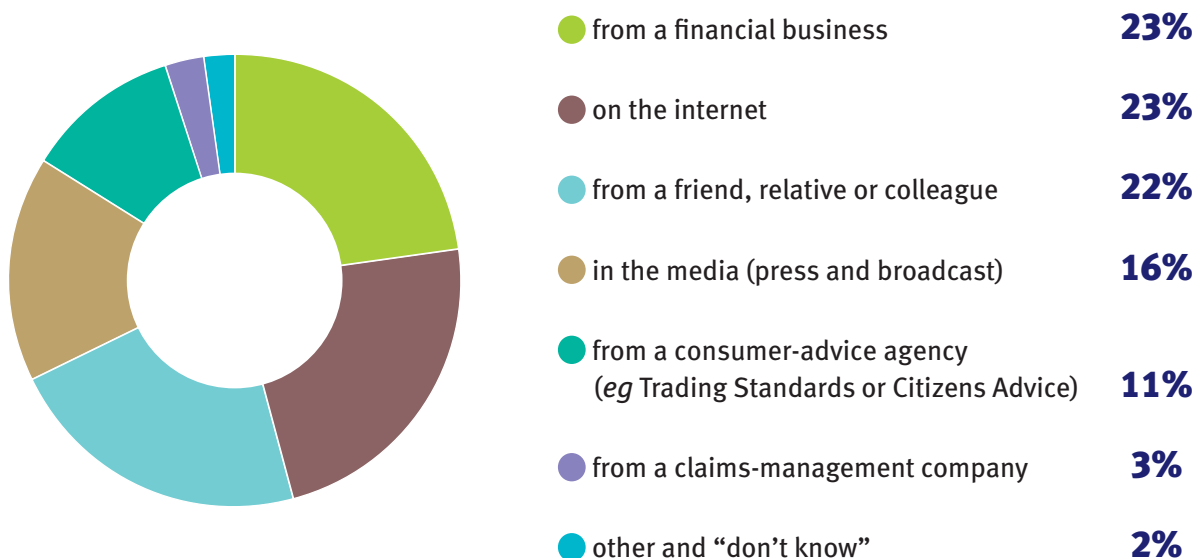 from a financial business 23%
on the internet 23%
from a friend, relative or colleague 22%
in the media (press and broadcast) 16%
from a consumer-advice agency
(eg Trading Standards or Citizens Advice) 11%
from a claims-management company 3%
other and “don’t know” 2%